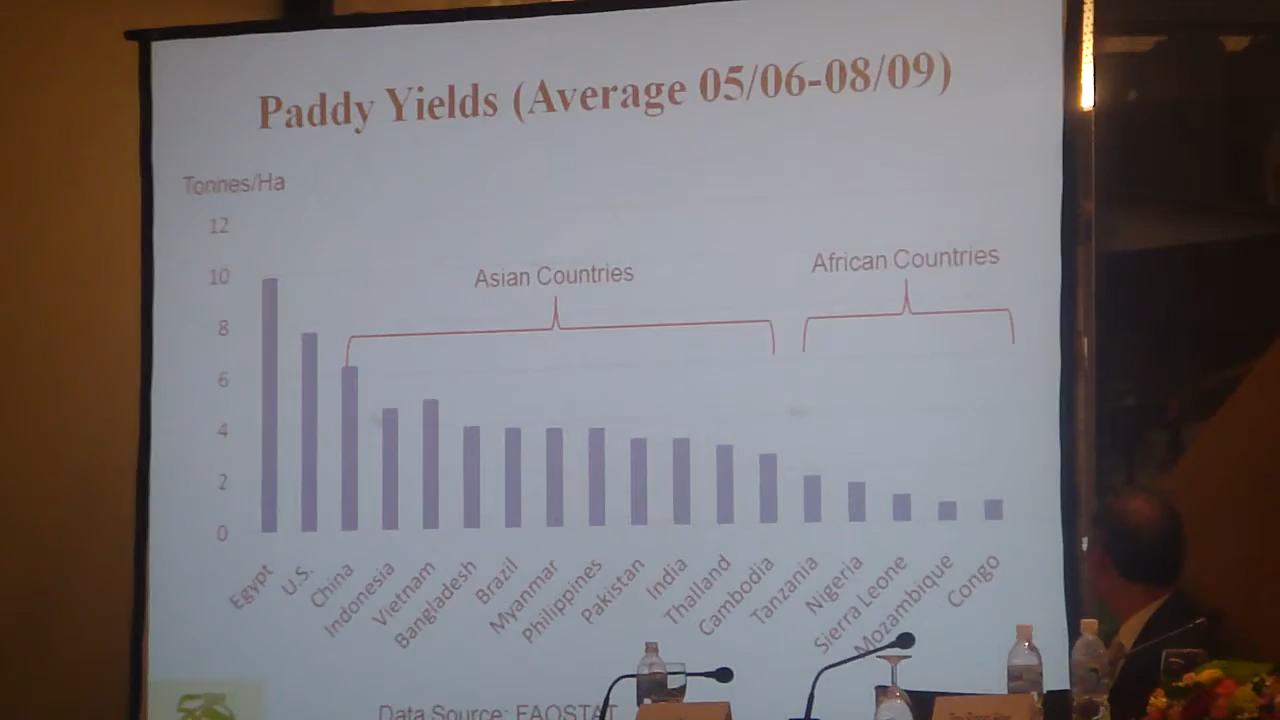 Paddy Yields (Average 05/06-08/09)
Tonnes/Ha
12
10
8
6
4
2
0
Asian Countries
African Countries
Egypt
U.S.
China
Indonesia
Vietnam
Bangladesh
Brazil
Myanmar
Philippines
Pakistan
India
Thailand
Cambodia
Tanzania
Nigeria
Sierra Leone
Mozambique
Congo
Data Source: FAOSTAT